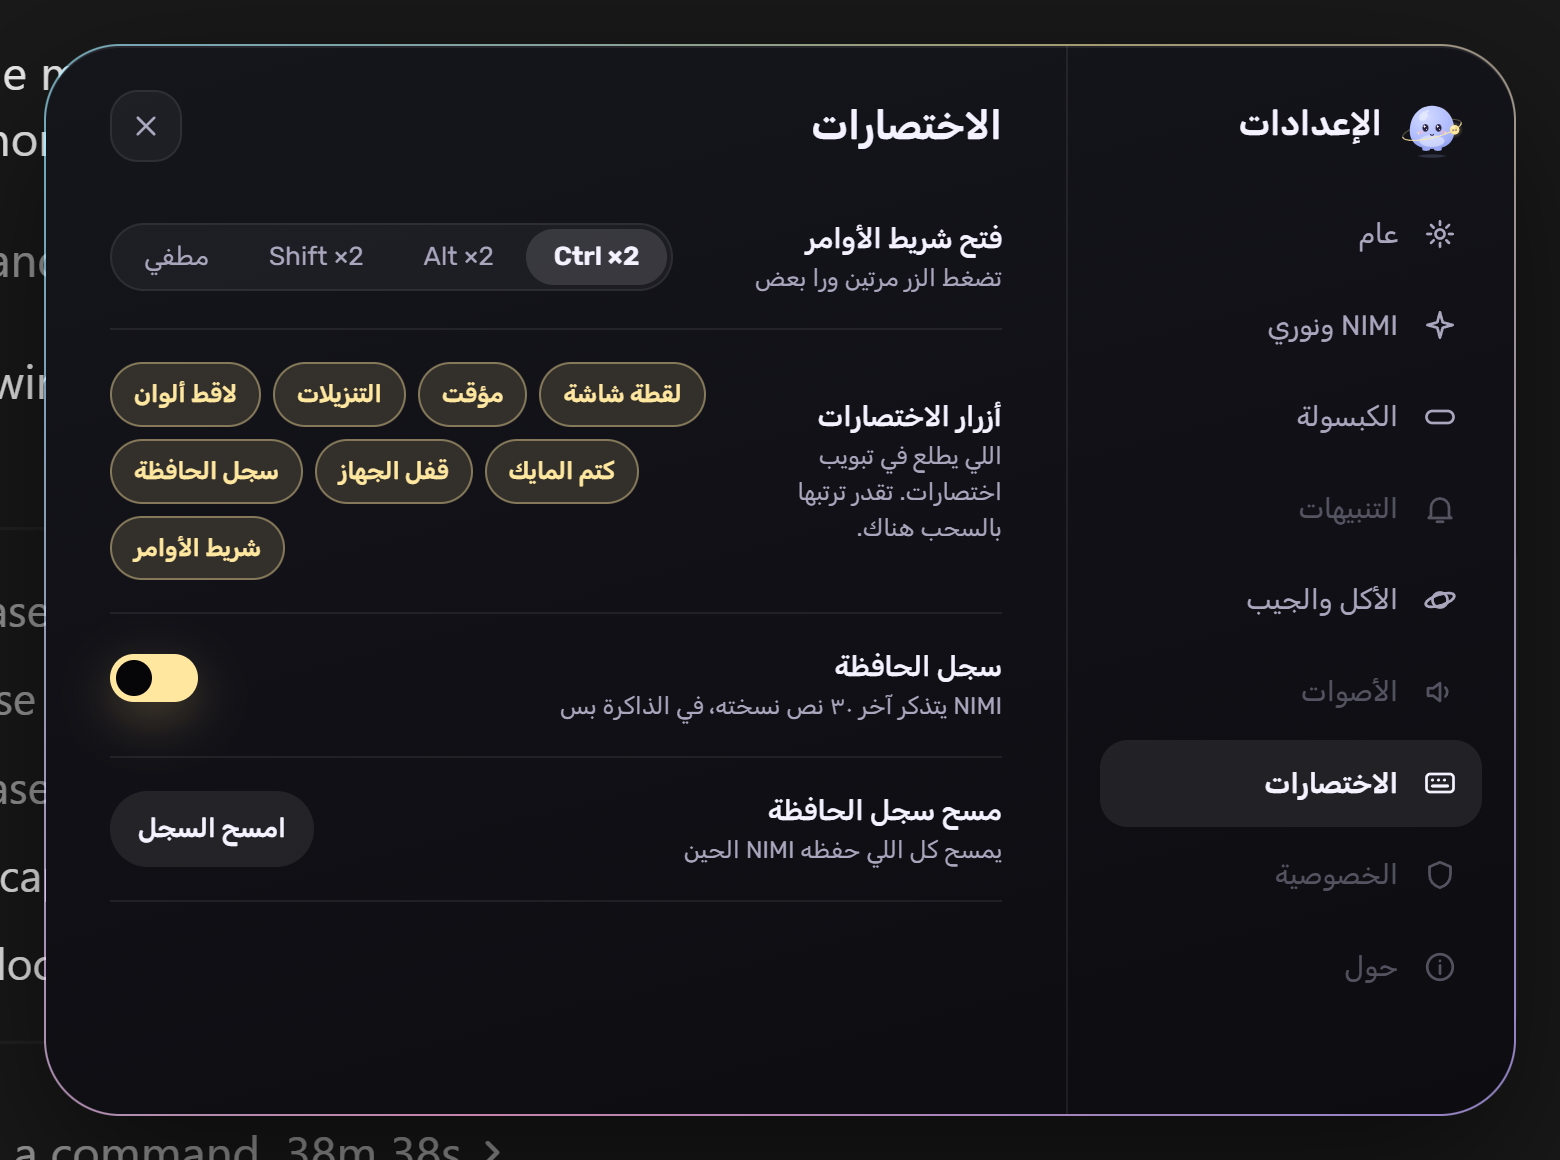 الإعدادات
عام
NIMI ونوري
الكبسولة
التنبيهات
الأكل والجيب
الأصوات
الاختصارات
الخصوصية
حول
الاختصارات
فتح شريط الأوامر
تضغط الزر مرتين ورا بعض
Ctrl ×2
Alt ×2
Shift ×2
مطفي
أزرار الاختصارات
اللي يطلع في تبويب
اختصارات. تقدر ترتبها
بالسحب هناك.
لقطة شاشة
مؤقت
التنزيلات
لاقط ألوان
كتم المايك
قفل الجهاز
سجل الحافظة
شريط الأوامر
سجل الحافظة
NIMI يتذكر آخر ٣٠ نص نسخته، في الذاكرة بس
مسح سجل الحافظة
يمسح كل اللي حفظه NIMI الحين
امسح السجل
a command 38m 38s